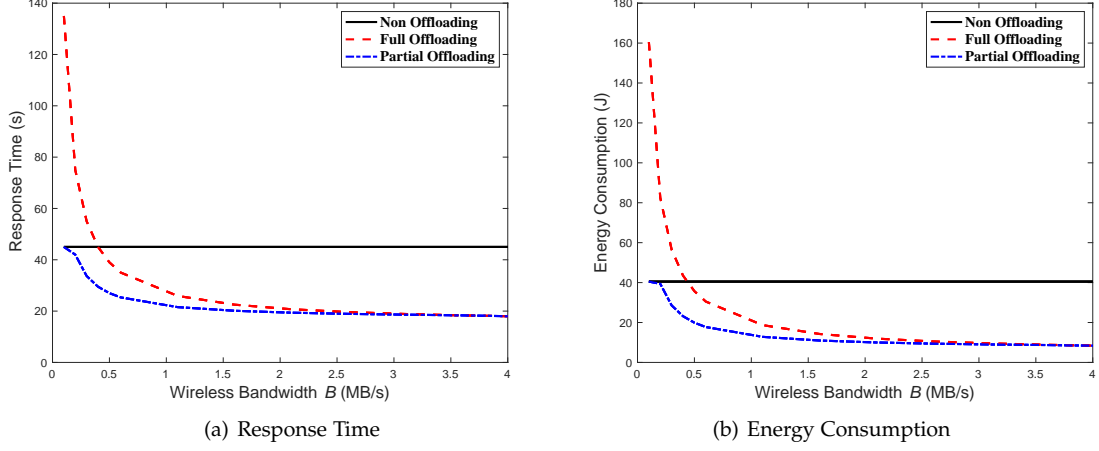 Response Time (s)
140
120
100
80
60
40
20
0
0 0.5 1 1.5 2 2.5 3 3.5 4
Wireless Bandwidth B (MB/s)
Non Offloading
Full Offloading
Partial Offloading
(a) Response Time
Energy Consumption (J)
180
160
140
120
100
80
60
40
20
0
0 0.5 1 1.5 2 2.5 3 3.5 4
Wireless Bandwidth B (MB/s)
Non Offloading
Full Offloading
Partial Offloading
(b) Energy Consumption